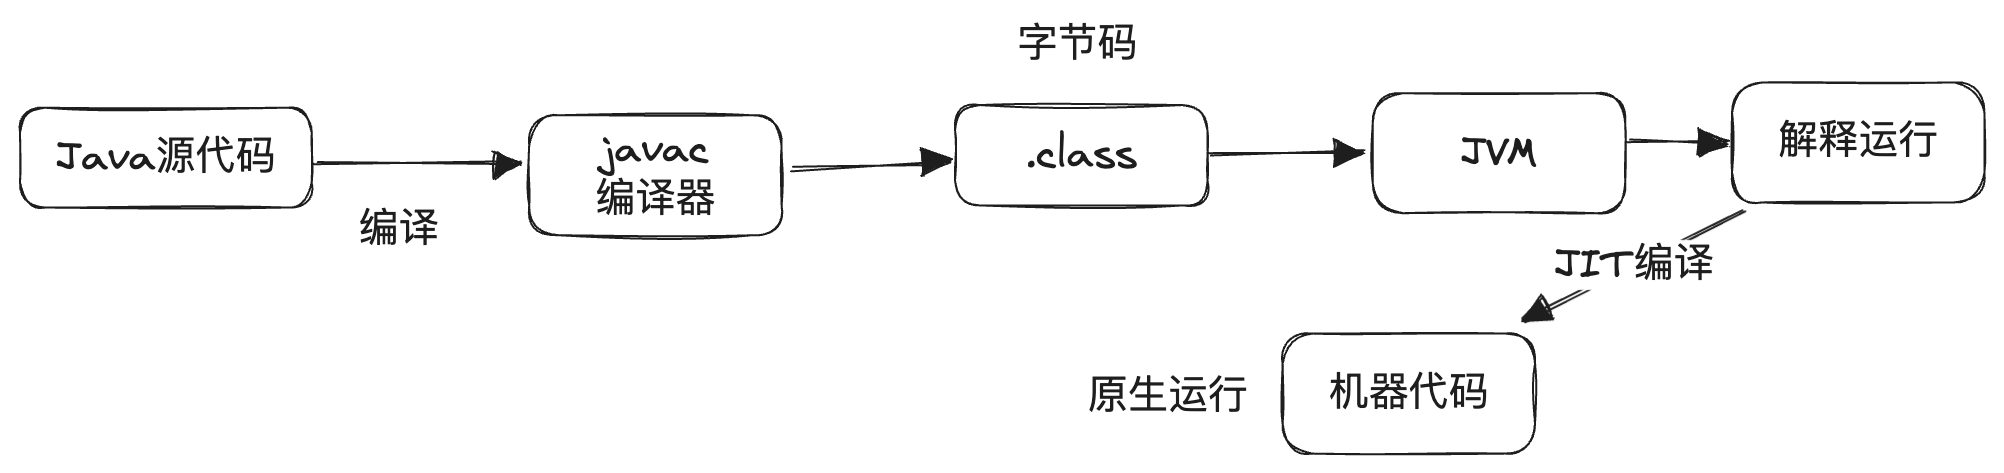 字节码
Java源代码
编译
javac
编译器
.class
JVM
解释运行
JIT编译
原生运行
机器代码